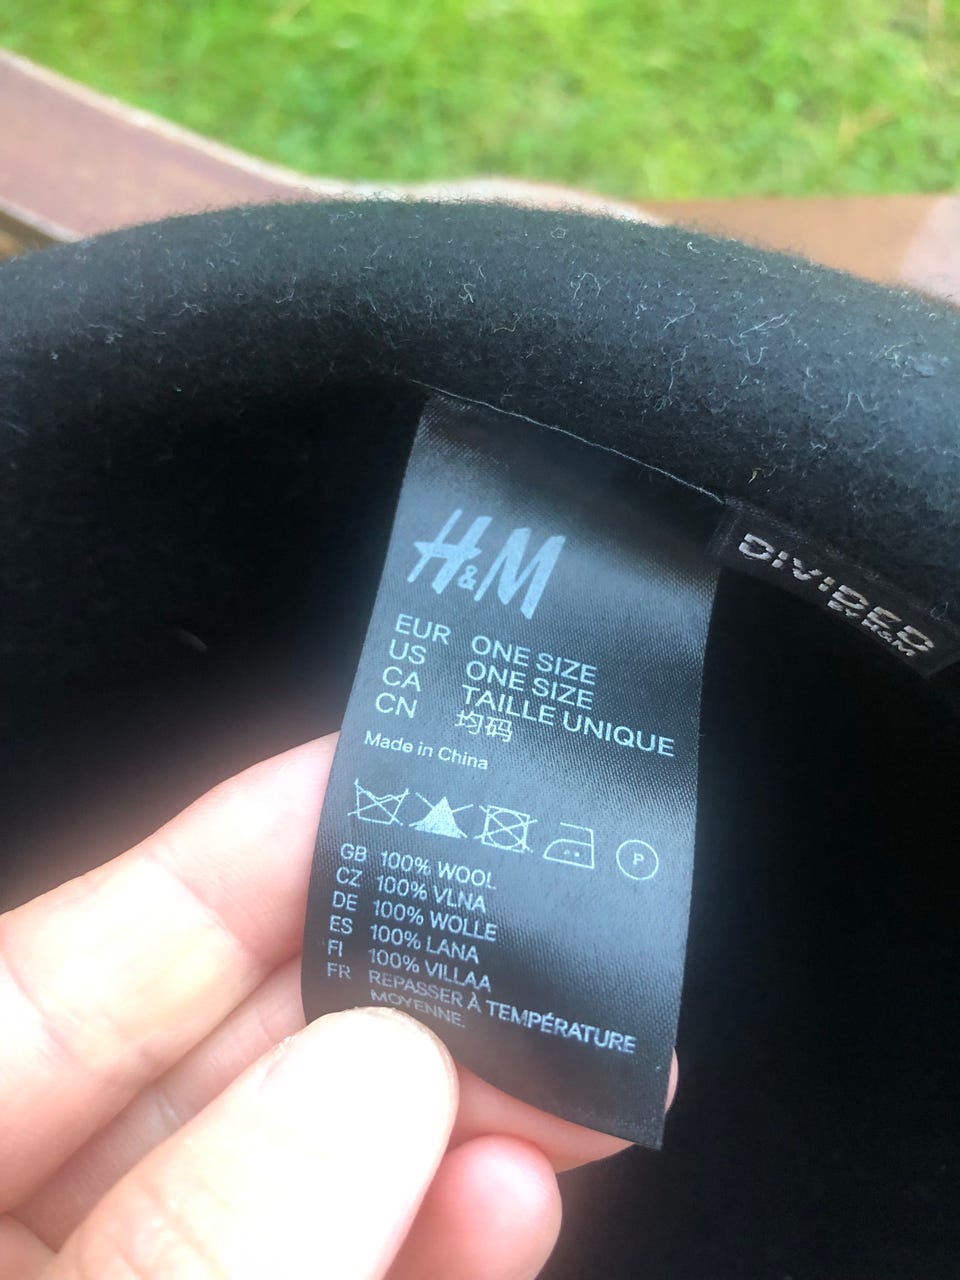 H&M
EUR ONE SIZE
US ONE SIZE
CA TAILLE UNIQUE
CN 均码
Made in China
P
GB 100% WOOL
CZ 100% VLNA
DE 100% WOLLE
ES 100% LANA
FI 100% VILLAA
FR REPASSER À TEMPÉRATURE
MOYENNE.
DIVIDED
BY H&M